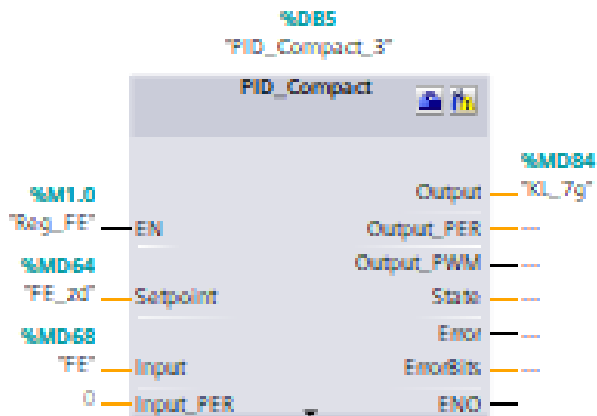 %DB5
"PID_Compact_3"
PID_Compact
%M1.0
"Reg_FE"
EN
%MD64
"FE_zd"
Setpoint
%MD68
"FE"
Input
0
Input_PER
%MD84
Output
"KL_7g"
Output_PER
Output_PWM
State
Error
ErrorBits
ENO